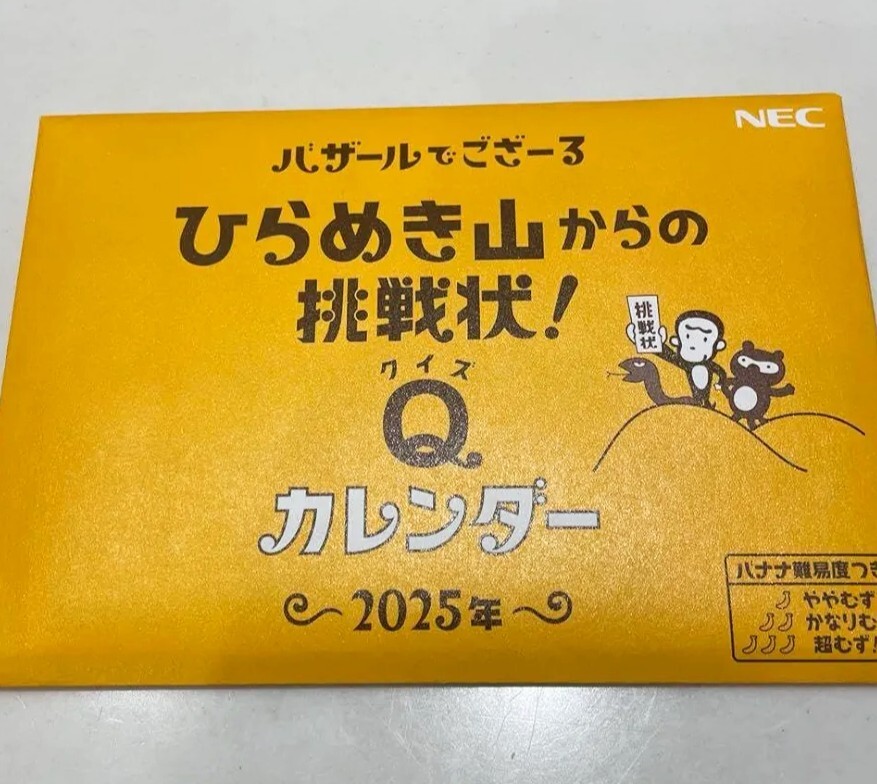 NEC
バザールでござーる
ひらめき山からの
挑戦状!
クイズ
Q
カレンダー
2025年
挑戦状
バナナ難易度つき
ややむず
かなりむ
超むず!